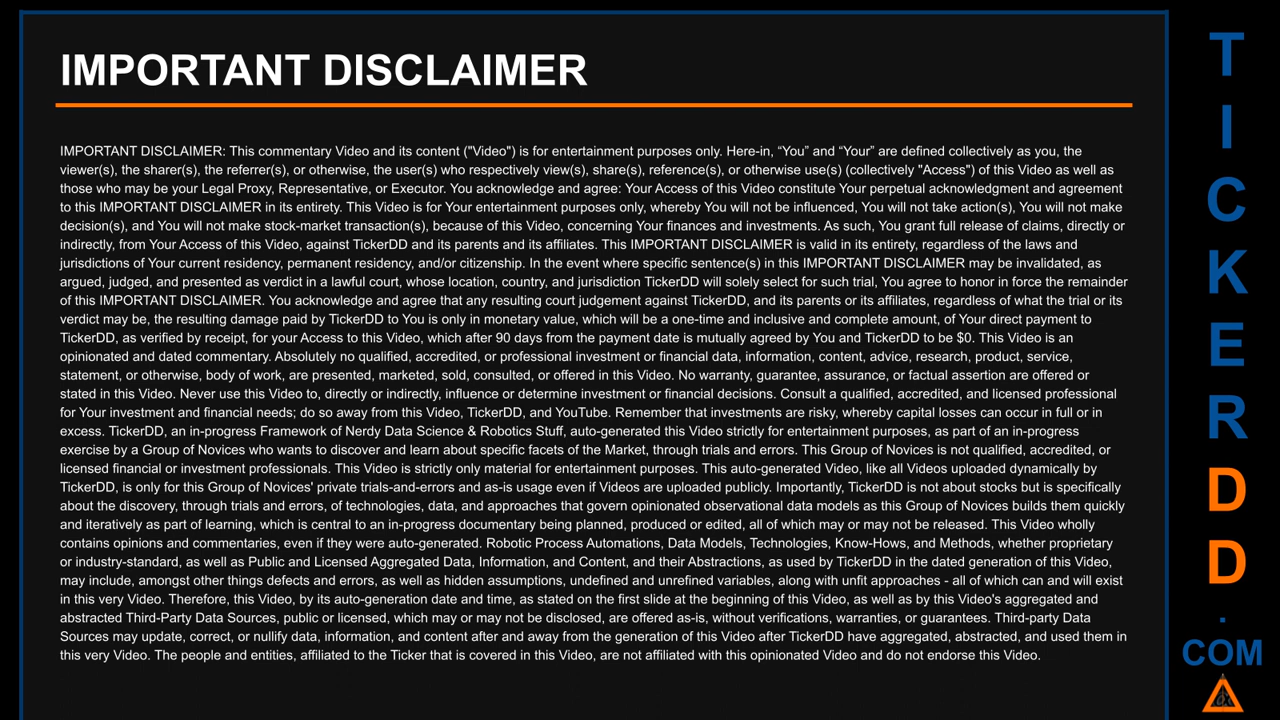 IMPORTANT DISCLAIMER
IMPORTANT DISCLAIMER: This commentary Video and its content ("Video") is for entertainment purposes only. Here-in, “You” and “Your” are defined collectively as you, the
viewer(s), the sharer(s), the referrer(s), or otherwise, the user(s) who respectively view(s), share(s), reference(s), or otherwise use(s) (collectively "Access") of this Video as well as
those who may be your Legal Proxy, Representative, or Executor. You acknowledge and agree: Your Access of this Video constitute Your perpetual acknowledgment and agreement
to this IMPORTANT DISCLAIMER in its entirety. This Video is for Your entertainment purposes only, whereby You will not be influenced, You will not take action(s), You will not make
decision(s), and You will not make stock-market transaction(s), because of this Video, concerning Your finances and investments. As such, You grant full release of claims, directly or
indirectly, from Your Access of this Video, against TickerDD and its parents and its affiliates. This IMPORTANT DISCLAIMER is valid in its entirety, regardless of the laws and
jurisdictions of Your current residency, permanent residency, and/or citizenship. In the event where specific sentence(s) in this IMPORTANT DISCLAIMER may be invalidated, as
argued, judged, and presented as verdict in a lawful court, whose location, country, and jurisdiction TickerDD will solely select for such trial, You agree to honor in force the remainder
of this IMPORTANT DISCLAIMER. You acknowledge and agree that any resulting court judgement against TickerDD, and its parents or its affiliates, regardless of what the trial or its
verdict may be, the resulting damage paid by TickerDD to You is only in monetary value, which will be a one-time and inclusive and complete amount, of Your direct payment to
TickerDD, as verified by receipt, for your Access to this Video, which after 90 days from the payment date is mutually agreed by You and TickerDD to be $0. This Video is an
opinionated and dated commentary. Absolutely no qualified, accredited, or professional investment or financial data, information, content, advice, research, product, service,
statement, or otherwise, body of work, are presented, marketed, sold, consulted, or offered in this Video. No warranty, guarantee, assurance, or factual assertion are offered or
stated in this Video. Never use this Video to, directly or indirectly, influence or determine investment or financial decisions. Consult a qualified, accredited, and licensed professional
for Your investment and financial needs; do so away from this Video, TickerDD, and YouTube. Remember that investments are risky, whereby capital losses can occur in full or in
excess. TickerDD, an in-progress Framework of Nerdy Data Science & Robotics Stuff, auto-generated this Video strictly for entertainment purposes, as part of an in-progress
exercise by a Group of Novices who wants to discover and learn about specific facets of the Market, through trials and errors. This Group of Novices is not qualified, accredited, or
licensed financial or investment professionals. This Video is strictly only material for entertainment purposes. This auto-generated Video, like all Videos uploaded dynamically by
TickerDD, is only for this Group of Novices' private trials-and-errors and as-is usage even if Videos are uploaded publicly. Importantly, TickerDD is not about stocks but is specifically
about the discovery, through trials and errors, of technologies, data, and approaches that govern opinionated observational data models as this Group of Novices builds them quickly
and iteratively as part of learning, which is central to an in-progress documentary being planned, produced or edited, all of which may or may not be released. This Video wholly
contains opinions and commentaries, even if they were auto-generated. Robotic Process Automations, Data Models, Technologies, Know-Hows, and Methods, whether proprietary
or industry-standard, as well as Public and Licensed Aggregated Data, Information, and Content, and their Abstractions, as used by TickerDD in the dated generation of this Video,
may include, amongst other things defects and errors, as well as hidden assumptions, undefined and unrefined variables, along with unfit approaches - all of which can and will exist
in this very Video. Therefore, this Video, by its auto-generation date and time, as stated on the first slide at the beginning of this Video, as well as by this Video's aggregated and
abstracted Third-Party Data Sources, public or licensed, which may or may not be disclosed, are offered as-is, without verifications, warranties, or guarantees. Third-party Data
Sources may update, correct, or nullify data, information, and content after and away from the generation of this Video after TickerDD have aggregated, abstracted, and used them in
this very Video. The people and entities, affiliated to the Ticker that is covered in this Video, are not affiliated with this opinionated Video and do not endorse this Video.
T
I
C
K
E
R
D
D
.
COM